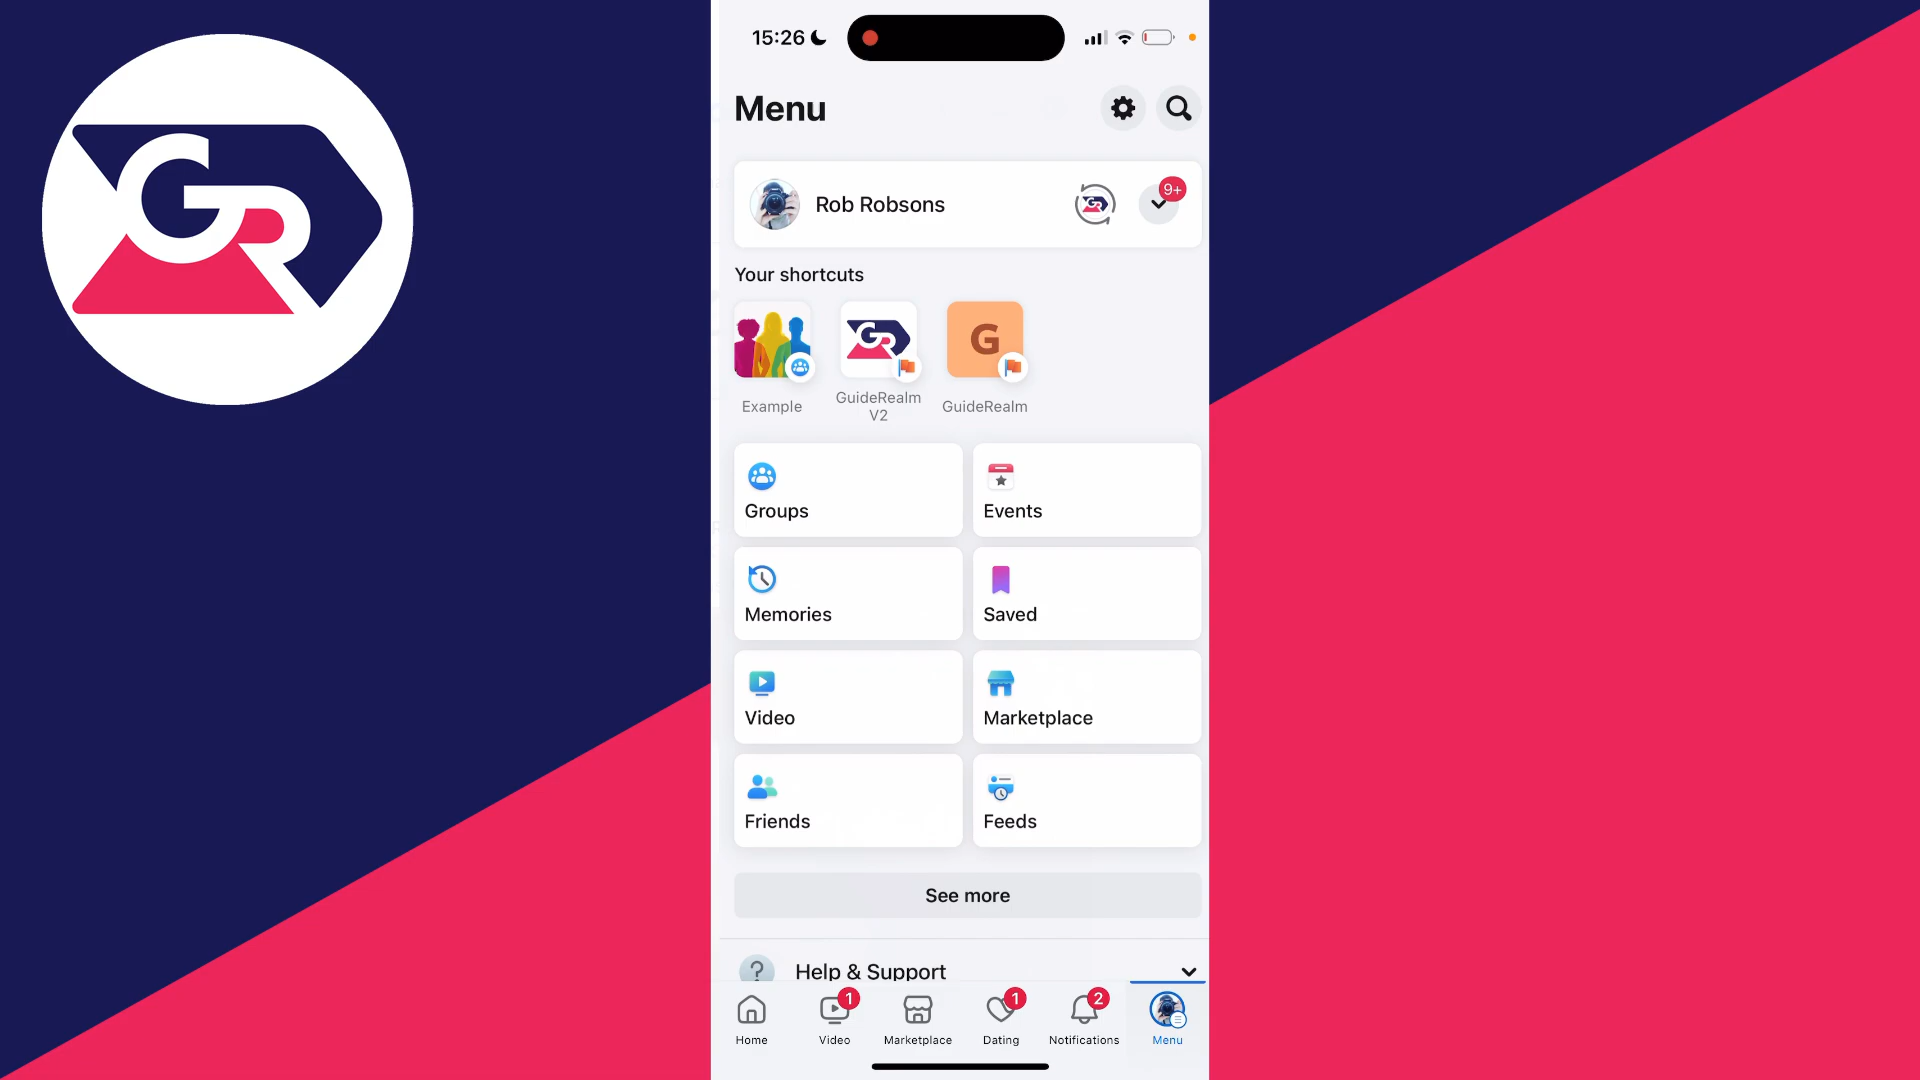 GR
15:26
Menu
Rob Robsons
9+
Your shortcuts
G
Example
GuideRealm
V2
GuideRealm
Groups
Events
Memories
Saved
Video
Marketplace
Friends
Feeds
See more
Help & Support
1
1
2
Home
Video
Marketplace
Dating
Notifications
Menu